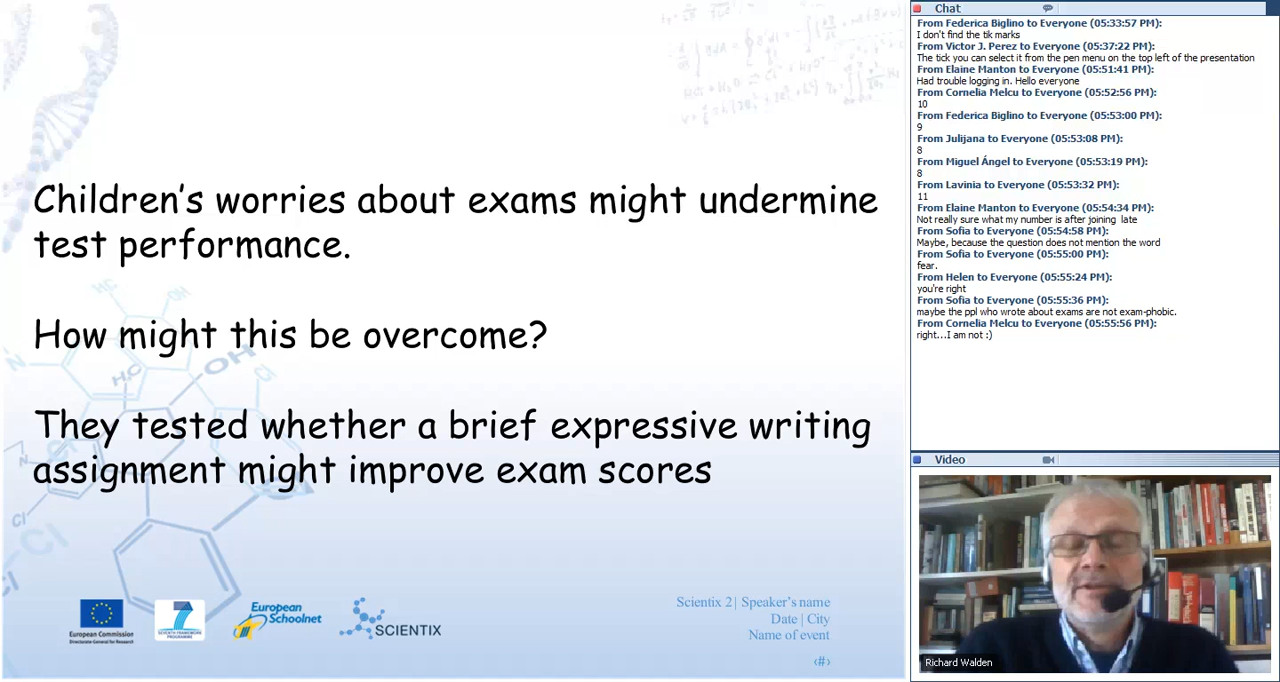 Children's worries about exams might undermine
test performance.
How might this be overcome?
They tested whether a brief expressive writing
assignment might improve exam scores
European Commission
Directorate-General for Research
7
SEVENTH FRAMEWORK
PROGRAMME
European
Schoolnet
SCIENTIX
Scientix 2| Speaker's name
Date | City
Name of event
‹#›
Chat
From Federica Biglino to Everyone (05:33:57 PM):
I don't find the tik marks
From Victor J. Perez to Everyone (05:37:22 PM):
The tick you can select it from the pen menu on the top left of the presentation
From Elaine Manton to Everyone (05:51:41 PM):
Had trouble logging in. Hello everyone
From Cornelia Melcu to Everyone (05:52:56 PM):
10
From Federica Biglino to Everyone (05:53:00 PM):
9
From Julijana to Everyone (05:53:08 PM):
8
From Miguel Ángel to Everyone (05:53:19 PM):
8
From Lavinia to Everyone (05:53:32 PM):
11
From Elaine Manton to Everyone (05:54:34 PM):
Not really sure what my number is after joining late
From Sofia to Everyone (05:54:58 PM):
Maybe, because the question does not mention the word
From Sofia to Everyone (05:55:00 PM):
fear.
From Helen to Everyone (05:55:24 PM):
you're right
From Sofia to Everyone (05:55:36 PM):
maybe the ppl who wrote about exams are not exam-phobic.
From Cornelia Melcu to Everyone (05:55:56 PM):
right...I am not :)
Video
Richard Walden